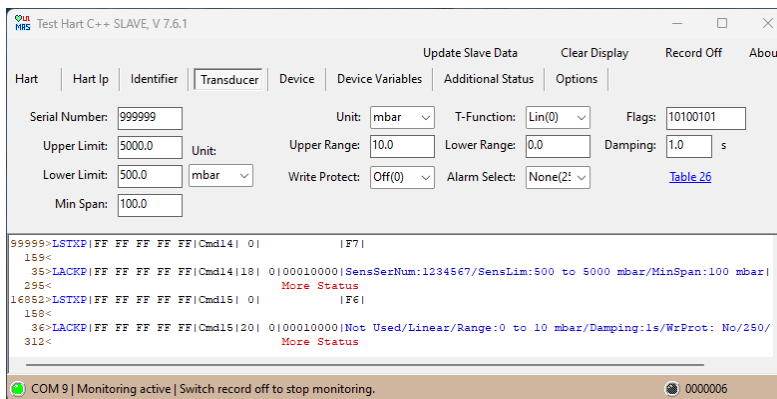 Test Hart C++ SLAVE, V 7.6.1
Update Slave Data Clear Display Record Off Abou
Hart Hart Ip Identifier Transducer Device Device Variables Additional Status Options
Serial Number: 999999 Unit: mbar T-Function: Lin(0) Flags: 10100101
Upper Limit: 5000.0 Unit: Upper Range: 10.0 Lower Range: 0.0 Damping: 1.0 s
Lower Limit: 500.0 mbar Write Protect: Off(0) Alarm Select: None(25 Table 26
Min Span: 100.0
99999>LSTXP|FF FF FF FF FF|Cmd14| 0| |F7|
159<
35>LACKP|FF FF FF FF FF|Cmd14|18| 0|00010000|SensSerNum:1234567/SensLim:500 to 5000 mbar/MinSpan:100 mbar|
295< More Status
16852>LSTXP|FF FF FF FF FF|Cmd15| 0| |F6|
158<
36>LACKP|FF FF FF FF FF|Cmd15|20| 0|00010000|Not Used/Linear/Range:0 to 10 mbar/Damping:1s/WrProt: No/250/
312< More Status
COM 9 | Monitoring active | Switch record off to stop monitoring. 0000006